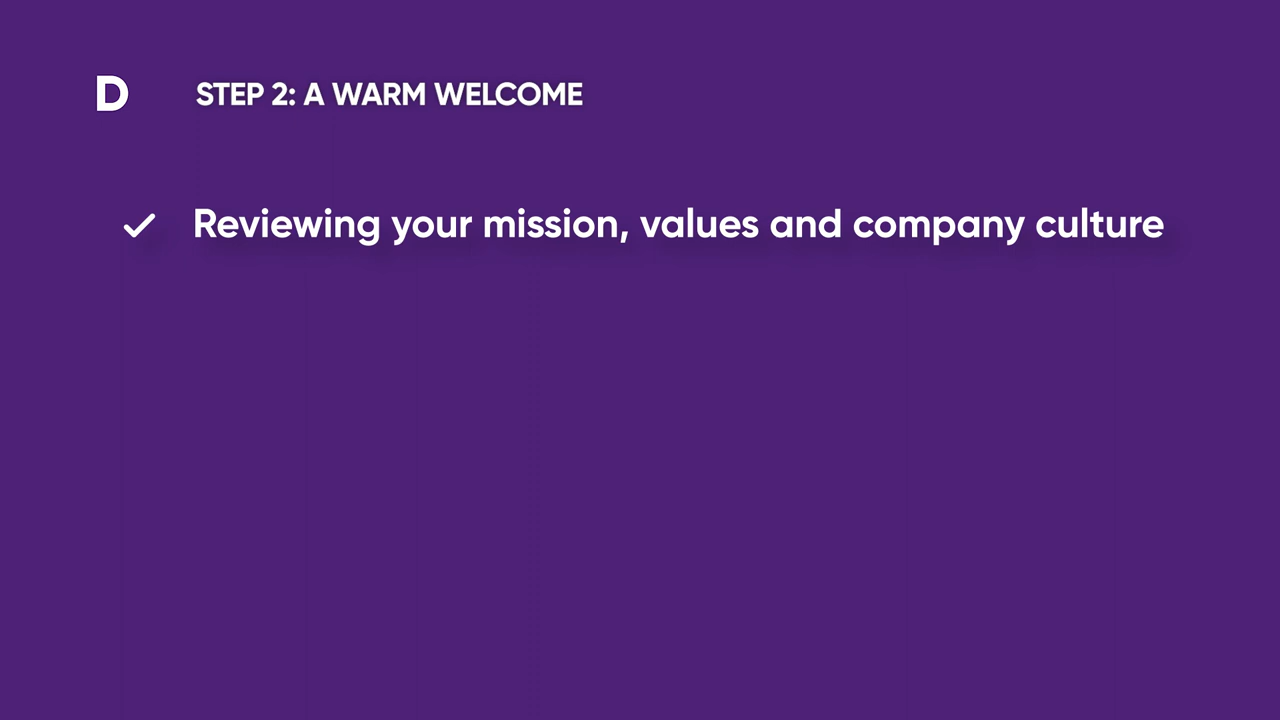 D
STEP 2: A WARM WELCOME
Reviewing your mission, values and company culture